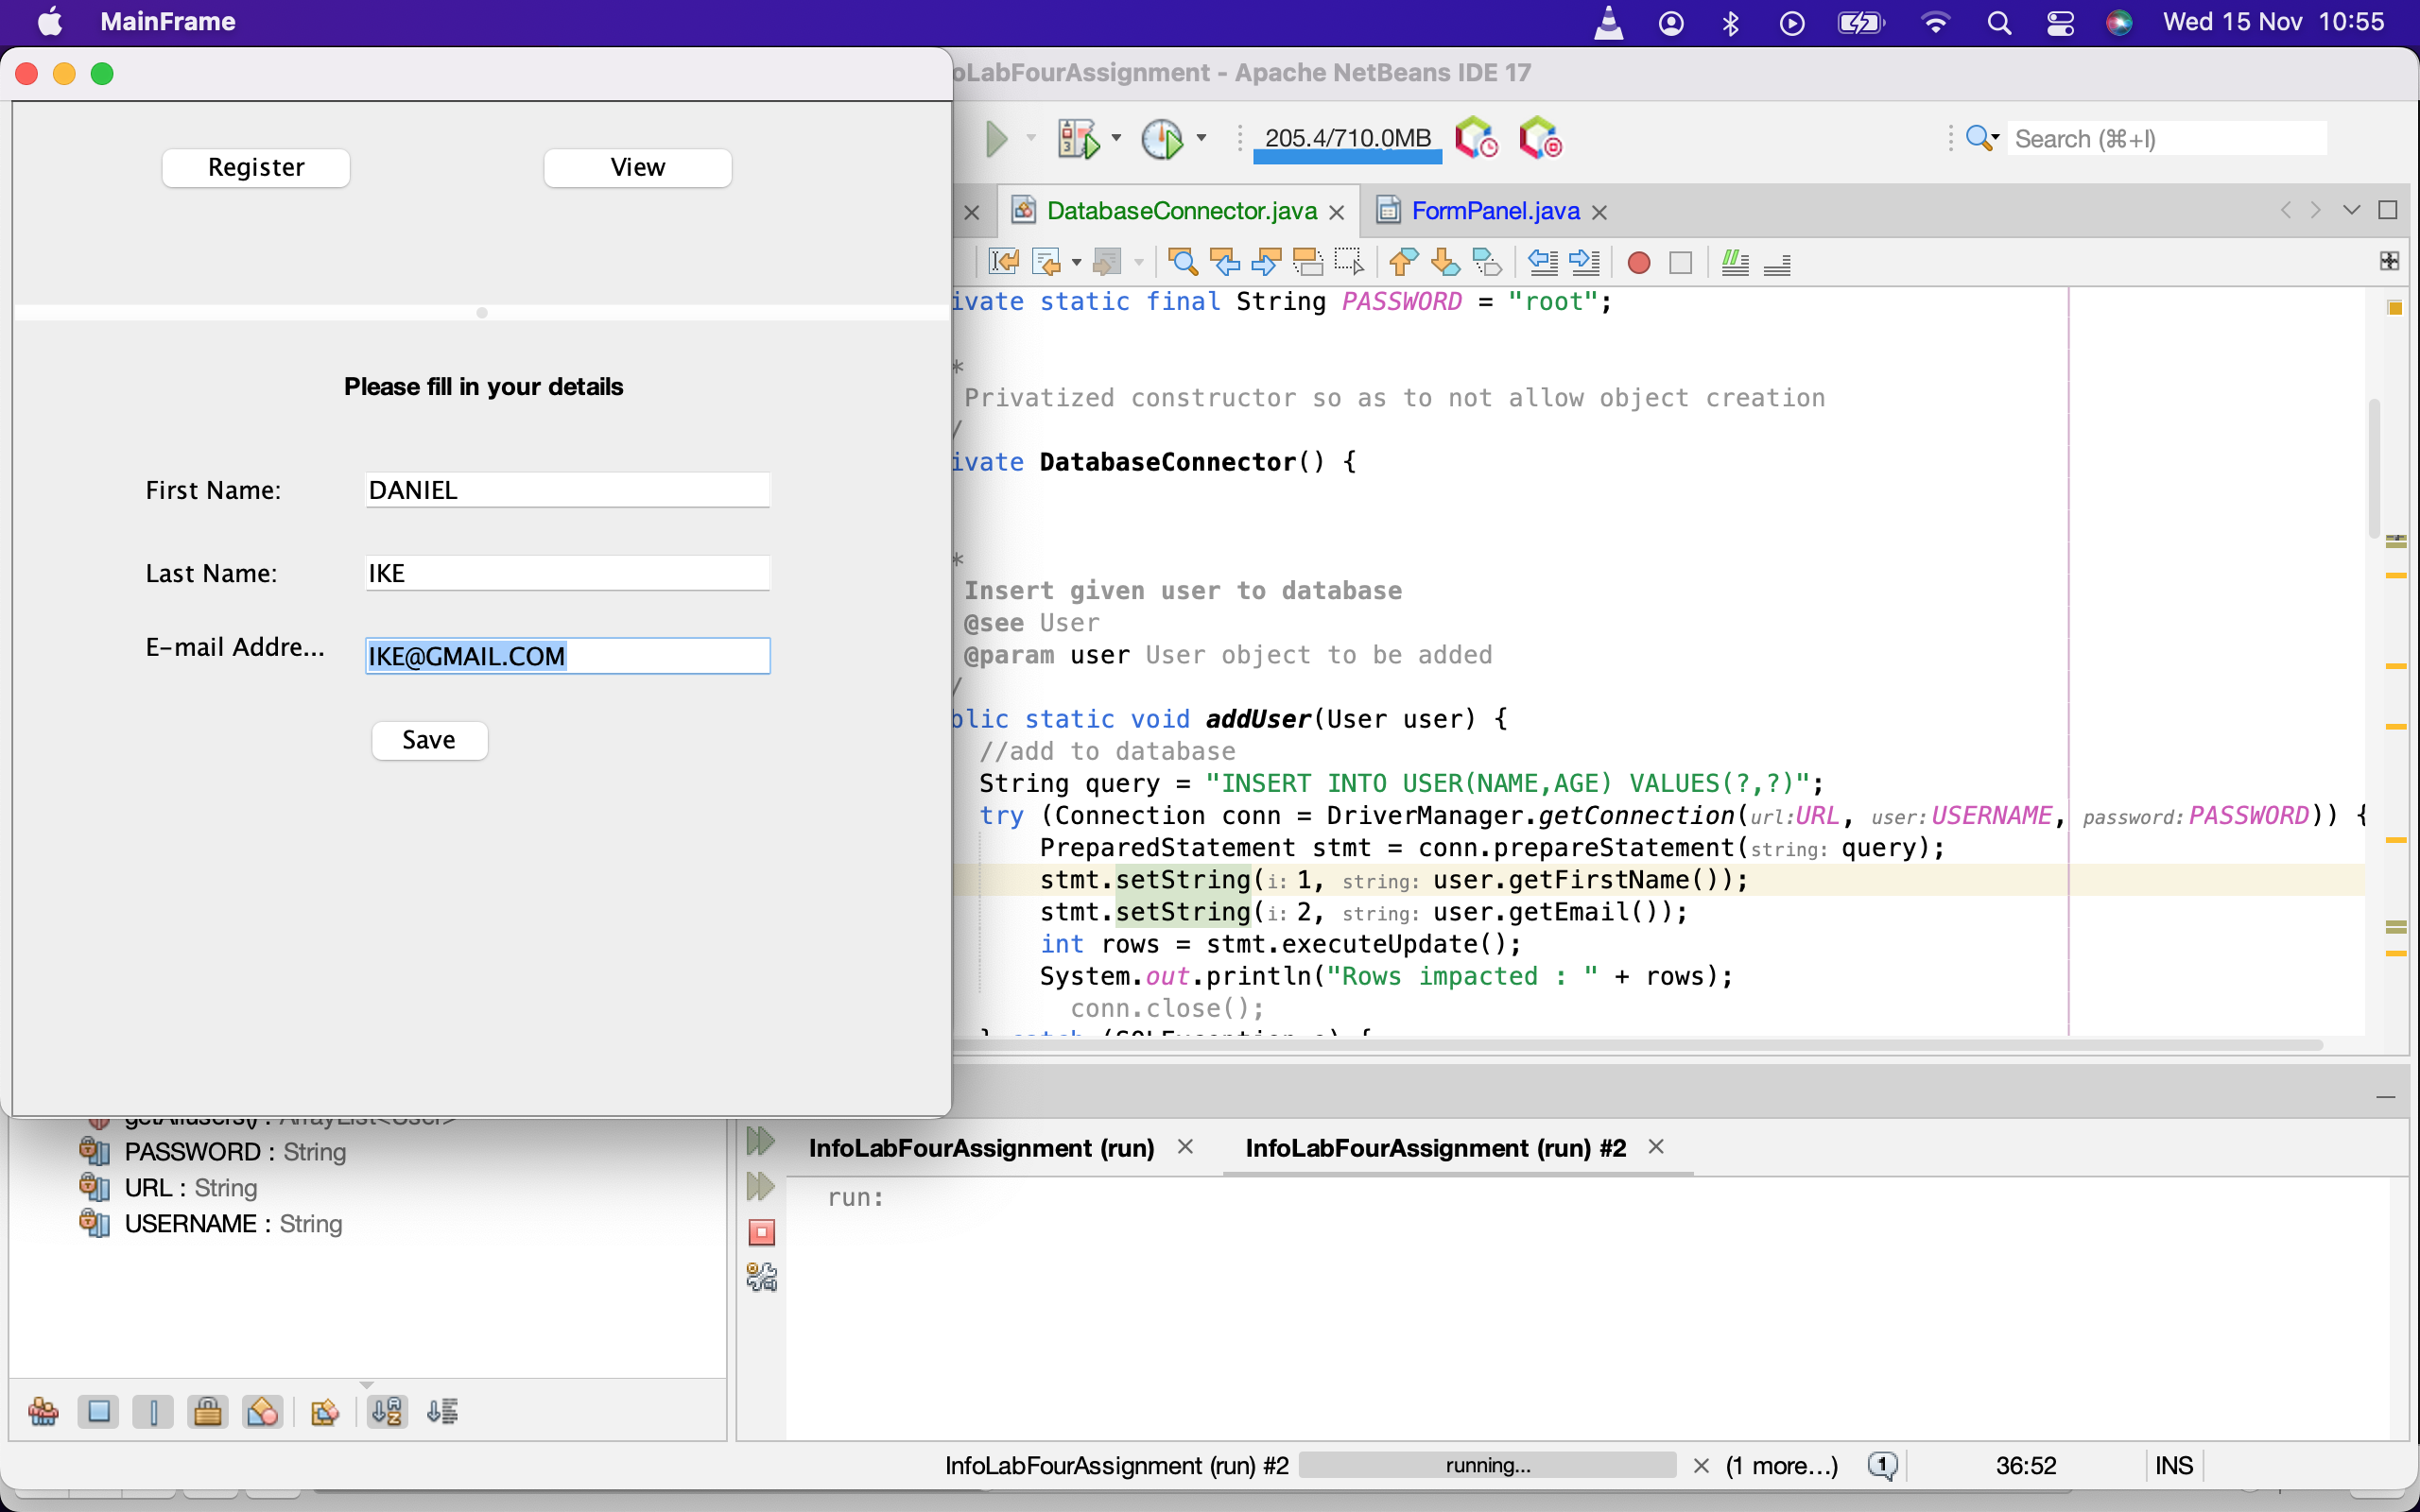 MainFrame
Wed 15 Nov 10:55
oLabFourAssignment - Apache NetBeans IDE 17
Register
View
205.4/710.0MB
Search (⌘+I)
DatabaseConnector.java
FormPanel.java
Please fill in your details
First Name:
DANIEL
Last Name:
IKE
E-mail Addre...
IKE@GMAIL.COM
Save
ivate static final String PASSWORD = "root";
*
Privatized constructor so as to not allow object creation
/
ivate DatabaseConnector() {
*
Insert given user to database
@see User
@param user User object to be added
/
blic static void addUser(User user) {
//add to database
String query = "INSERT INTO USER(NAME,AGE) VALUES(?,?)";
try (Connection conn = DriverManager.getConnection(url:URL, user:USERNAME, password:PASSWORD)) {
PreparedStatement stmt = conn.prepareStatement(string: query);
stmt.setString(i: 1, string: user.getFirstName());
stmt.setString(i: 2, string: user.getEmail());
int rows = stmt.executeUpdate();
System.out.println("Rows impacted : " + rows);
conn.close();
} catch (SQLException e) {
getAllusers() : ArrayList<User>
PASSWORD : String
URL : String
USERNAME : String
InfoLabFourAssignment (run)
InfoLabFourAssignment (run) #2
run:
InfoLabFourAssignment (run) #2
running...
(1 more...)
1
36:52
INS